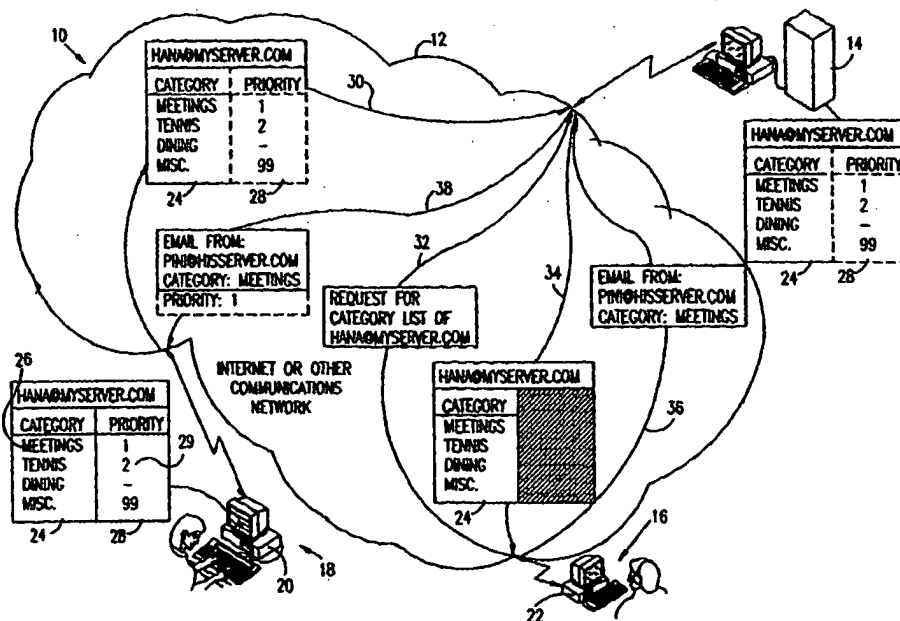 10
12
14
HANA@MYSERVER.COM
CATEGORY PRIORITY
MEETINGS 1
TENNIS 2
DINING -
MISC. 99
24 28
30
HANA@MYSERVER.COM
CATEGORY PRIORITY
MEETINGS 1
TENNIS 2
DINING -
MISC. 99
24 28
38
32
34
EMAIL FROM:
PINI@HISSERVER.COM
CATEGORY: MEETINGS
PRIORITY: 1
REQUEST FOR
CATEGORY LIST OF
HANA@MYSERVER.COM
EMAIL FROM:
PINI@HISSERVER.COM
CATEGORY: MEETINGS
INTERNET OR OTHER
COMMUNICATIONS
NETWORK
26
HANA@MYSERVER.COM
CATEGORY PRIORITY
MEETINGS 1
TENNIS 2
DINING -
MISC. 99
24 28
29
HANA@MYSERVER.COM
CATEGORY
MEETINGS
TENNIS
DINING
MISC.
24
36
18
20
16
22